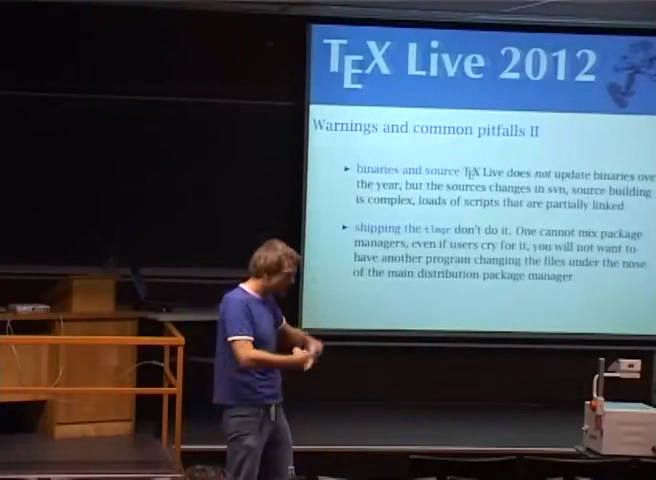 TEX Live 2012
Warnings and common pitfalls II
binaries and source TEX Live does not update binaries over
the year, but the sources changes in svn, source building
is complex, loads of scripts that are partially linked
shipping the tlmgr don't do it. One cannot mix package
managers, even if users cry for it, you will not want to
have another program changing the files under the nose
of the main distribution package manager